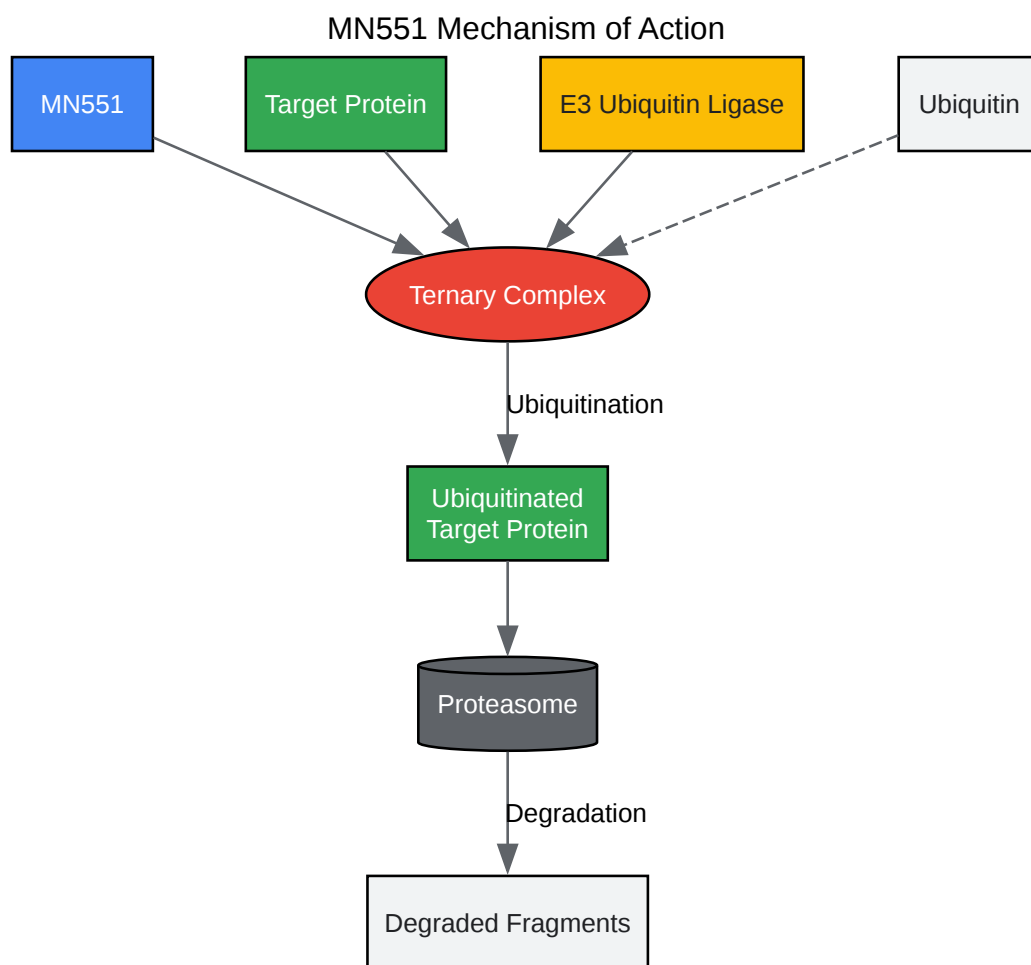 MN551 Mechanism of Action
MN551
Target Protein
E3 Ubiquitin Ligase
Ubiquitin
Ternary Complex
Ubiquitination
Ubiquitinated
Target Protein
Proteasome
Degradation
Degraded Fragments